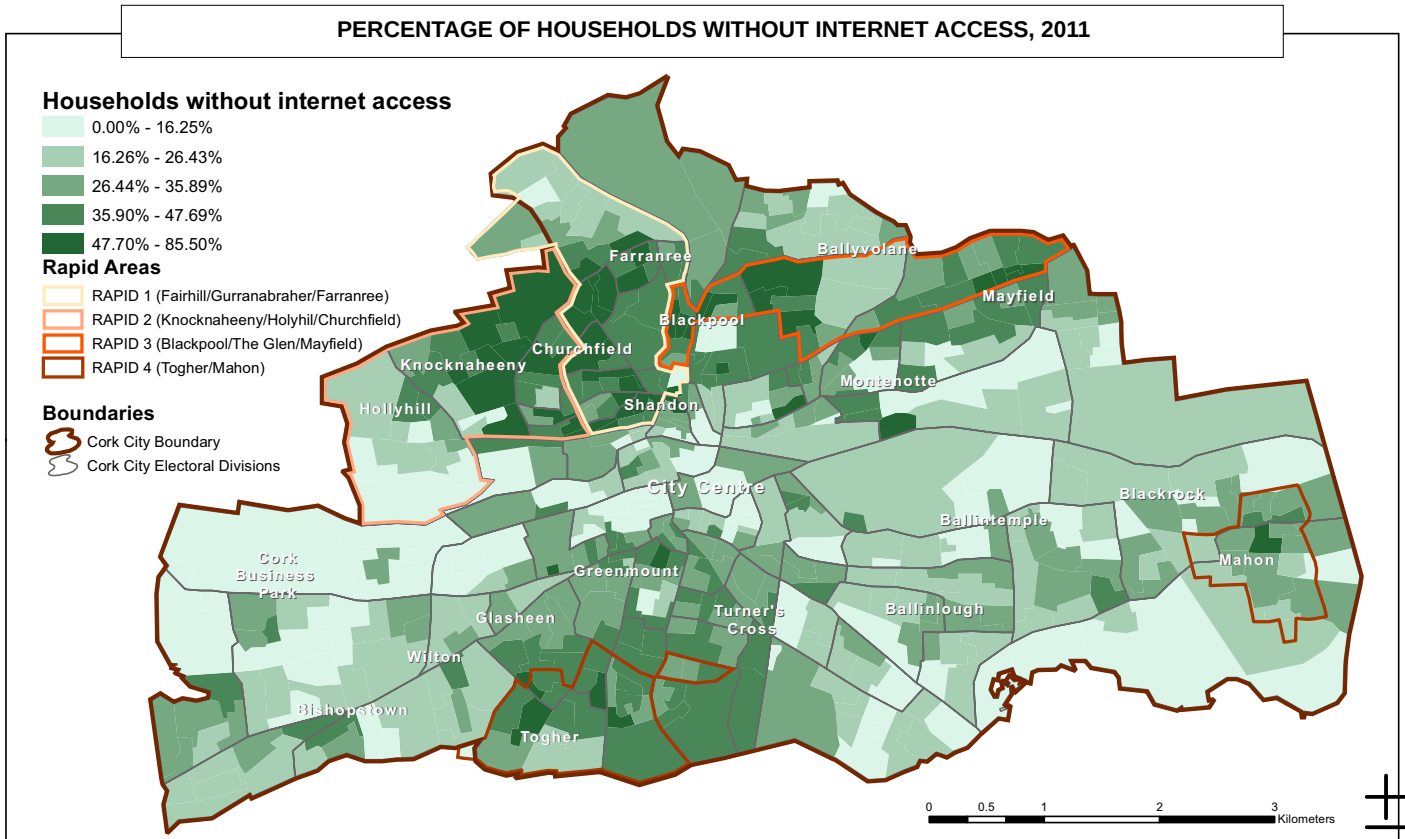 PERCENTAGE OF HOUSEHOLDS WITHOUT INTERNET ACCESS, 2011
Households without internet access
0.00% - 16.25%
16.26% - 26.43%
26.44% - 35.89%
35.90% - 47.69%
47.70% - 85.50%
Rapid Areas
RAPID 1 (Fairhill/Gurranabraher/Farranree)
RAPID 2 (Knocknaheeny/Holyhil/Churchfield)
RAPID 3 (Blackpool/The Glen/Mayfield)
RAPID 4 (Togher/Mahon)
Boundaries
Cork City Boundary
Cork City Electoral Divisions
Ballyvolane
Farranree
Mayfield
Blackpool
Churchfield
Knocknaheeny
Montenotte
Hollyhill
Shandon
City Centre
Blackrock
Ballintemple
Cork
Business
Park
Mahon
Greenmount
Turner's
Cross
Ballinlough
Glasheen
Wilton
Bishopstown
Togher
0 0.5 1 2 3
Kilometers